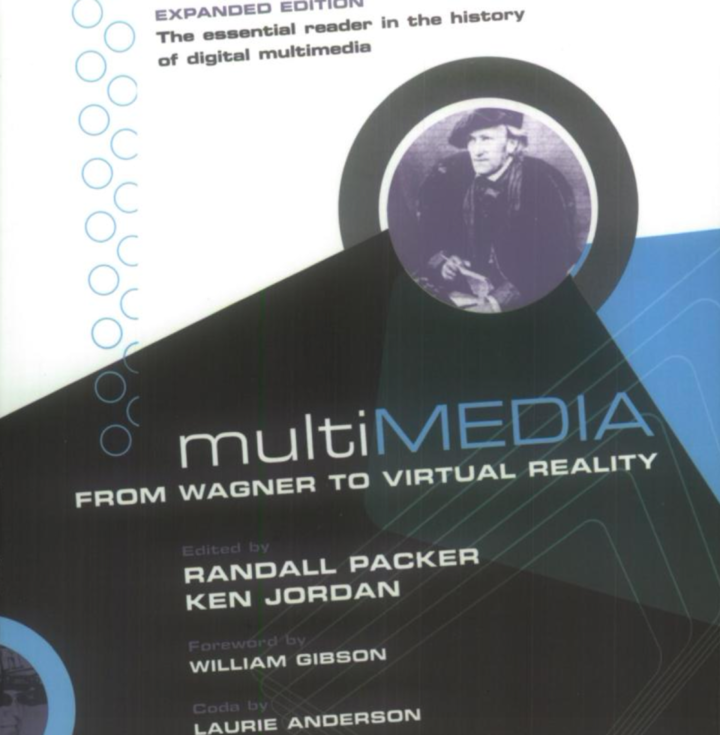 EXPANDED EDITION
The essential reader in the history
of digital multimedia
multiMEDIA
FROM WAGNER TO VIRTUAL REALITY
Edited by
RANDALL PACKER
KEN JORDAN
Foreword by
WILLIAM GIBSON
Coda by
LAURIE ANDERSON